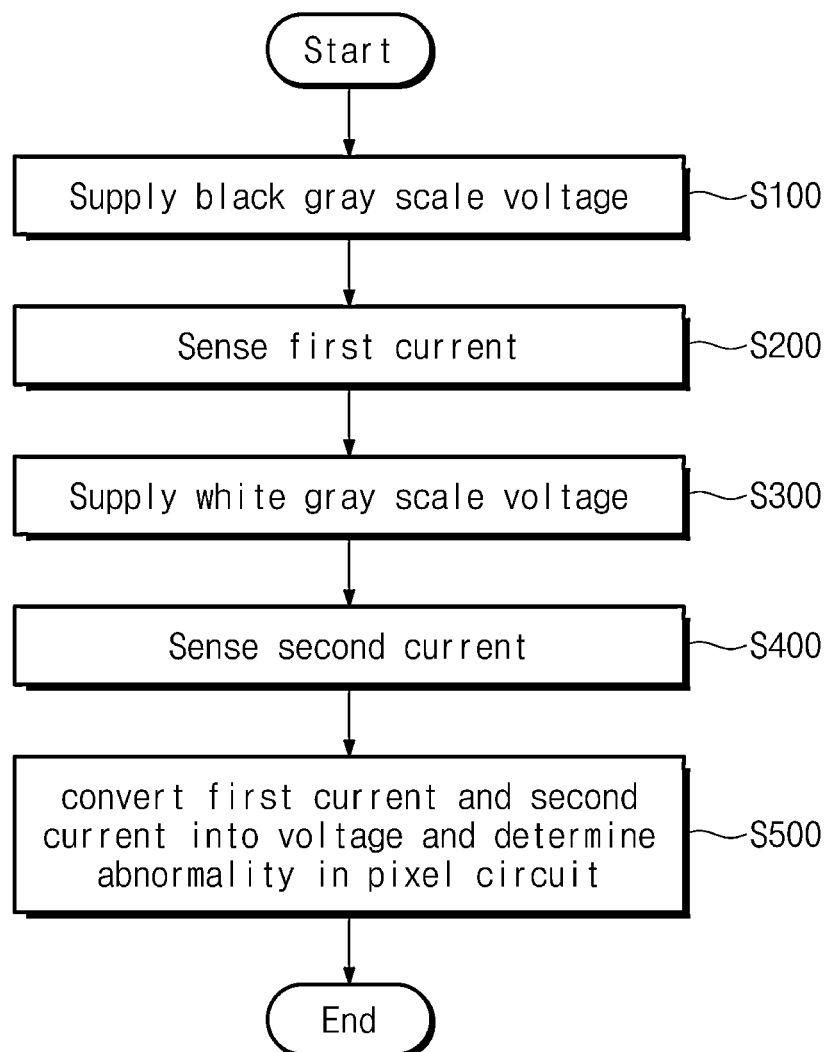 Start
Supply black gray scale voltage
S100
Sense first current
S200
Supply white gray scale voltage
S300
Sense second current
S400
convert first current and second
current into voltage and determine
abnormality in pixel circuit
S500
End